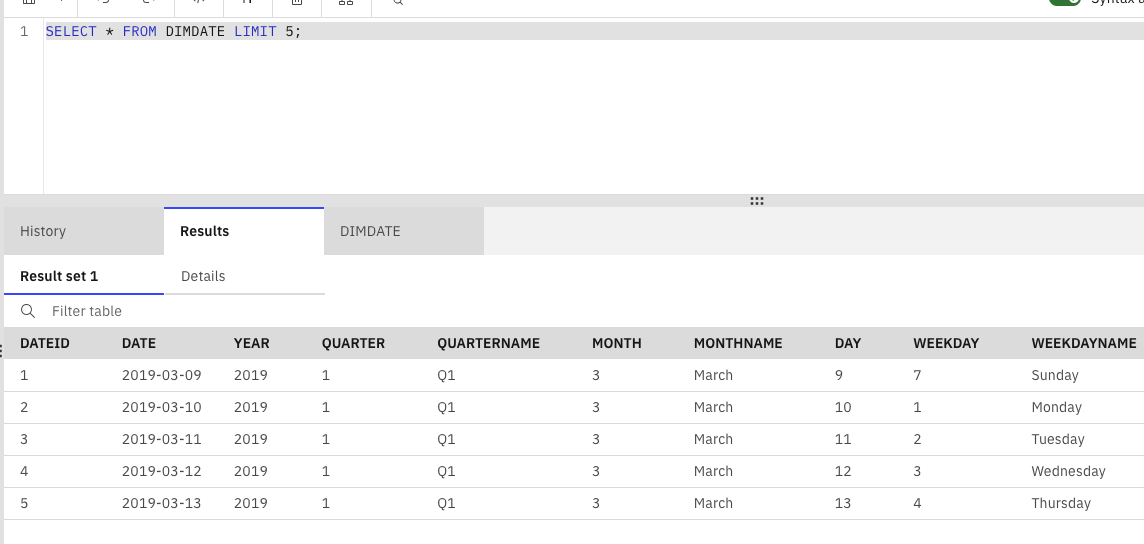 1 SELECT * FROM DIMDATE LIMIT 5;
History Results DIMDATE
Result set 1 Details
Filter table
DATEID DATE YEAR QUARTER QUARTERNAME MONTH MONTHNAME DAY WEEKDAY WEEKDAYNAME
1 2019-03-09 2019 1 Q1 3 March 9 7 Sunday
2 2019-03-10 2019 1 Q1 3 March 10 1 Monday
3 2019-03-11 2019 1 Q1 3 March 11 2 Tuesday
4 2019-03-12 2019 1 Q1 3 March 12 3 Wednesday
5 2019-03-13 2019 1 Q1 3 March 13 4 Thursday